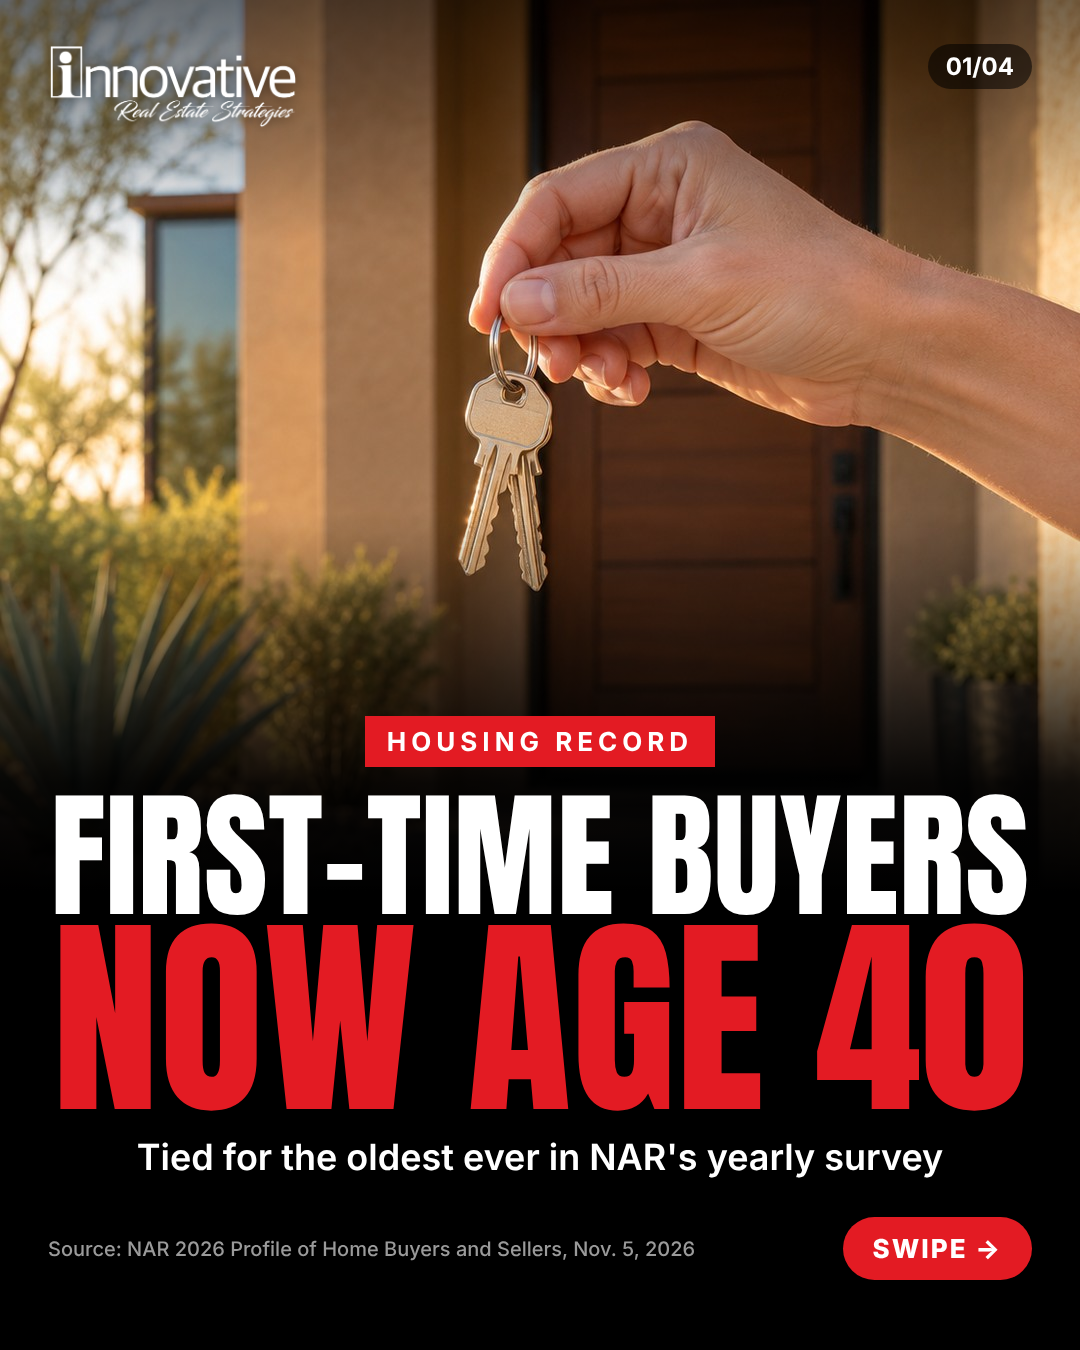 innovative
Real Estate Strategies
01/04
HOUSING RECORD
FIRST-TIME BUYERS
NOW AGE 40
Tied for the oldest ever in NAR's yearly survey
Source: NAR 2026 Profile of Home Buyers and Sellers, Nov. 5, 2026
SWIPE →